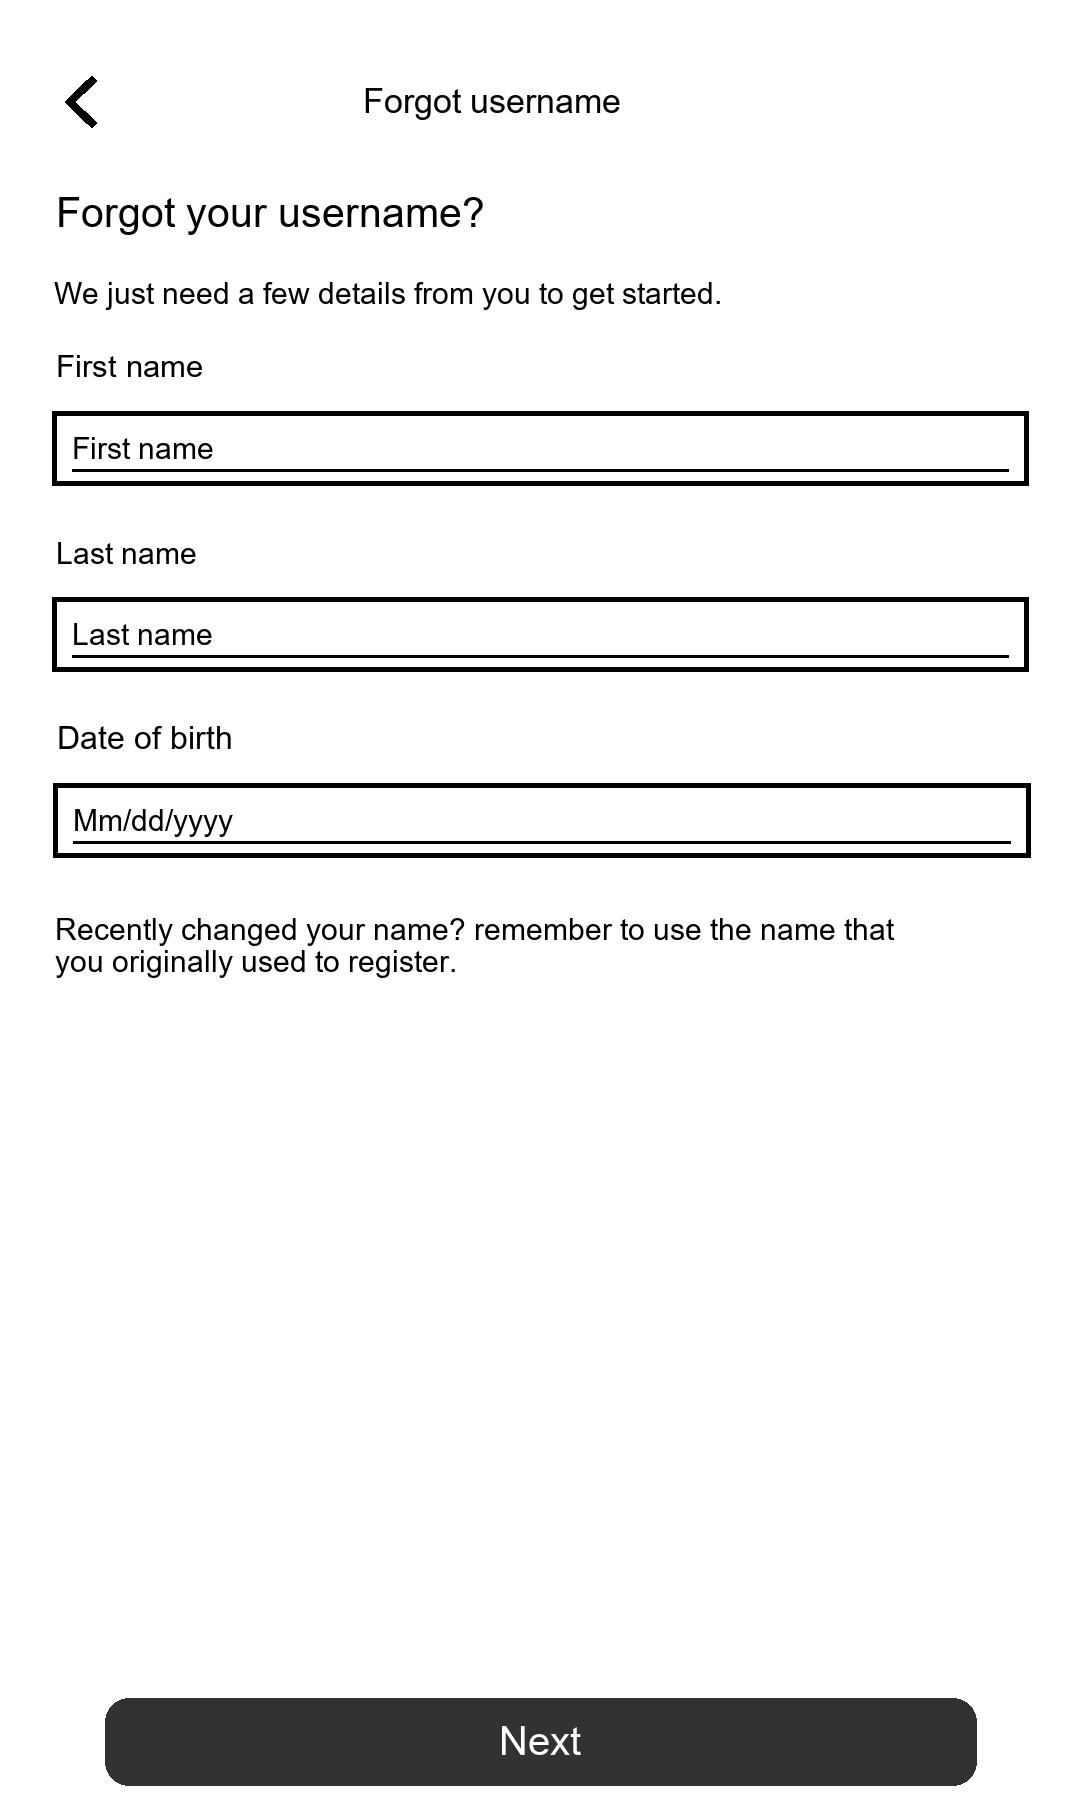 Forgot username
Forgot your username?
We just need a few details from you to get started.
First name
First name
Last name
Last name
Date of birth
Mm/dd/yyyy
Recently changed your name? remember to use the name that
you originally used to register.
Next